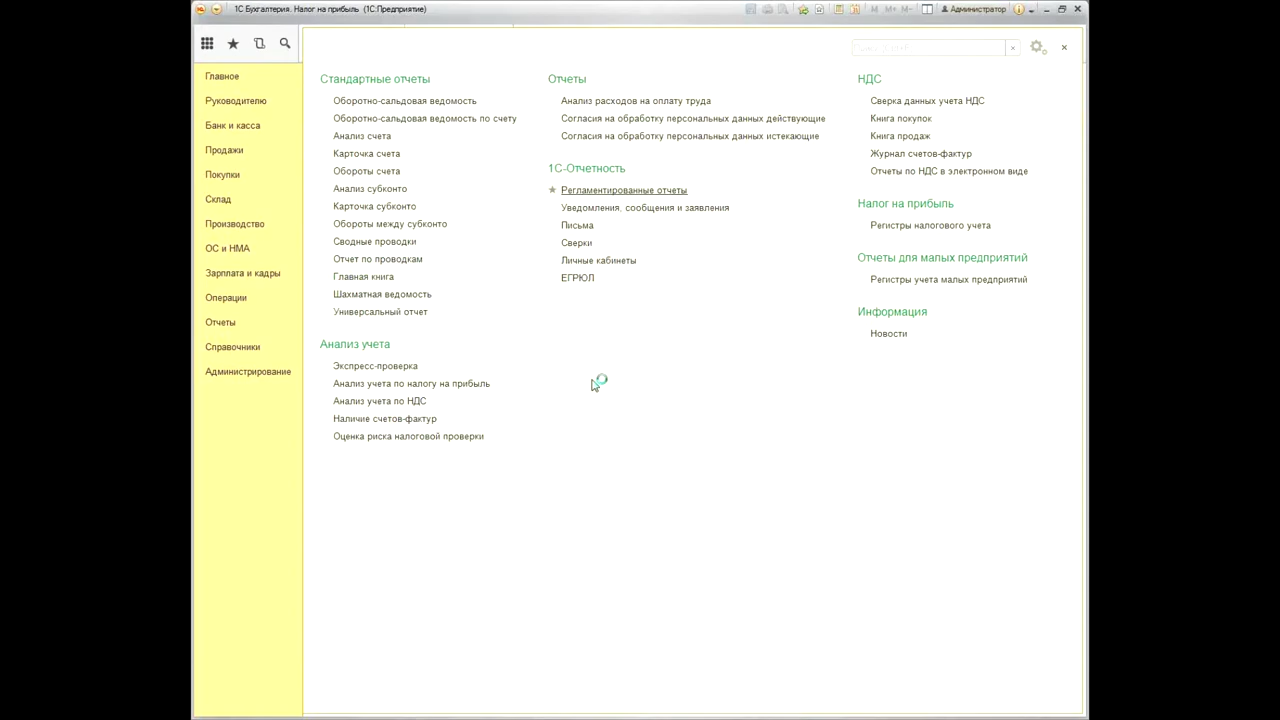 1С Бухгалтерия. Налог на прибыль (1С:Предприятие)
M M+ M-
Администратор
Главное
Руководителю
Банк и касса
Продажи
Покупки
Склад
Производство
ОС и НМА
Зарплата и кадры
Операции
Отчеты
Справочники
Администрирование
Стандартные отчеты
Оборотно-сальдовая ведомость
Оборотно-сальдовая ведомость по счету
Анализ счета
Карточка счета
Обороты счета
Анализ субконто
Карточка субконто
Обороты между субконто
Сводные проводки
Отчет по проводкам
Главная книга
Шахматная ведомость
Универсальный отчет
Анализ учета
Экспресс-проверка
Анализ учета по налогу на прибыль
Анализ учета по НДС
Наличие счетов-фактур
Оценка риска налоговой проверки
Отчеты
Анализ расходов на оплату труда
Согласия на обработку персональных данных действующие
Согласия на обработку персональных данных истекающие
1С-Отчетность
Регламентированные отчеты
Уведомления, сообщения и заявления
Письма
Сверки
Личные кабинеты
ЕГРЮЛ
НДС
Сверка данных учета НДС
Книга покупок
Книга продаж
Журнал счетов-фактур
Отчеты по НДС в электронном виде
Налог на прибыль
Регистры налогового учета
Отчеты для малых предприятий
Регистры учета малых предприятий
Информация
Новости